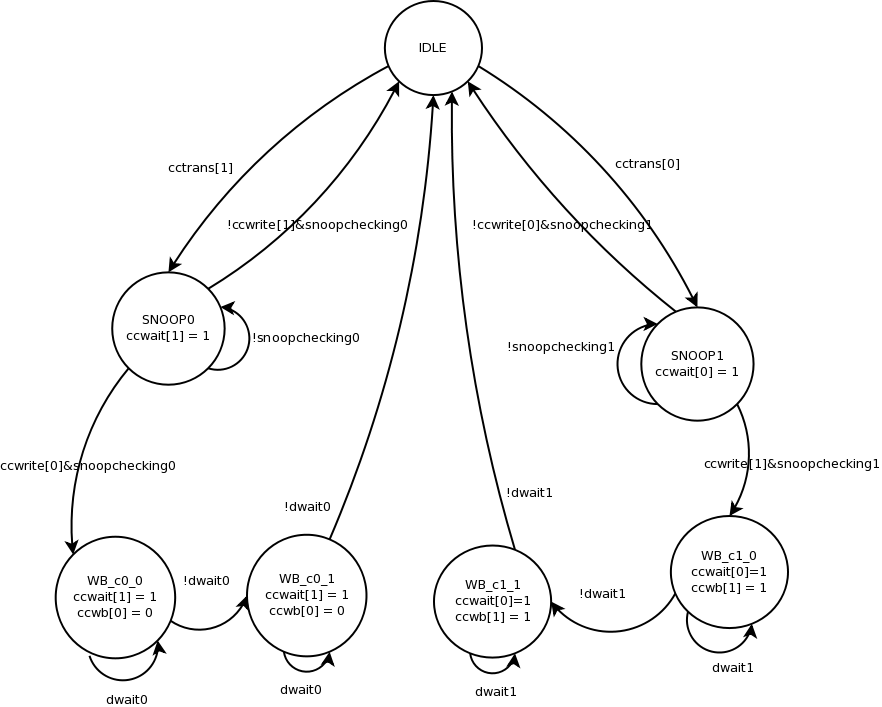 IDLE
cctrans[1]
cctrans[0]
!ccwrite[1]&snoopchecking0
!ccwrite[0]&snoopchecking1
SNOOP0
ccwait[1] = 1
!snoopchecking0
!snoopchecking1
SNOOP1
ccwait[0] = 1
ccwrite[0]&snoopchecking0
ccwrite[1]&snoopchecking1
!dwait0
!dwait1
WB_c0_0
ccwait[1] = 1
ccwb[0] = 0
!dwait0
WB_c0_1
ccwait[1] = 1
ccwb[0] = 0
WB_c1_1
ccwait[0]=1
ccwb[1] = 1
!dwait1
WB_c1_0
ccwait[0]=1
ccwb[1] = 1
dwait0
dwait0
dwait1
dwait1